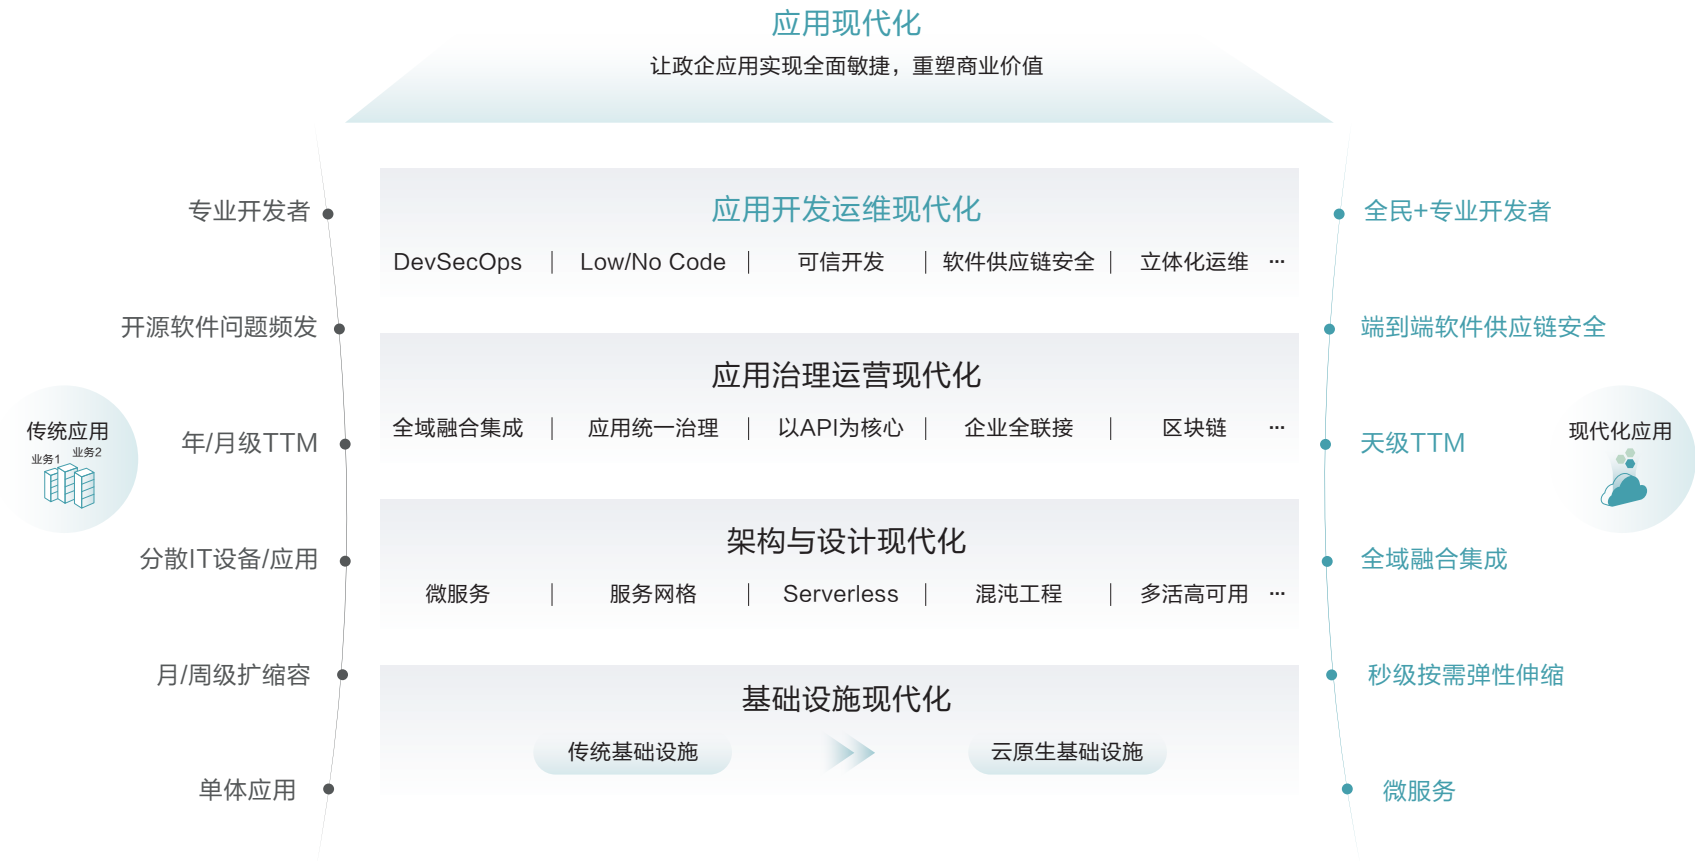 应用现代化
让政企应用实现全面敏捷，重塑商业价值
传统应用
业务1
业务2
专业开发者
开源软件问题频发
年/月级TTM
分散IT设备/应用
月/周级扩缩容
单体应用
应用开发运维现代化
DevSecOps | Low/No Code | 可信开发 | 软件供应链安全 | 立体化运维 ...
应用治理运营现代化
全域融合集成 | 应用统一治理 | 以API为核心 | 企业全联接 | 区块链 ...
架构与设计现代化
微服务 | 服务网格 | Serverless | 混沌工程 | 多活高可用 ...
基础设施现代化
传统基础设施
云原生基础设施
全民+专业开发者
端到端软件供应链安全
天级TTM
全域融合集成
秒级按需弹性伸缩
微服务
现代化应用